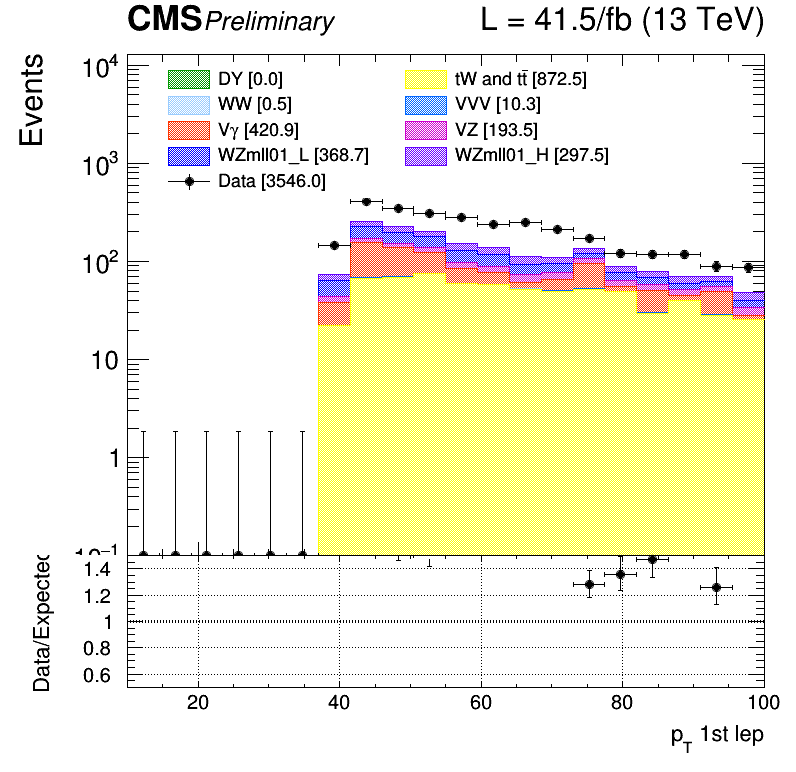 CMS Preliminary L = 41.5/fb (13 TeV)
Events
10⁴
DY [0.0] tW and tt̄ [872.5]
WW [0.5] VVV [10.3]
Vγ [420.9] VZ [193.5]
10³
WZmll01_L [368.7] WZmll01_H [297.5]
Data [3546.0]
10²
10
1
Data/Expected
1.4
1.2
1
0.8
0.6
20 40 60 80 100
p_T 1st lep